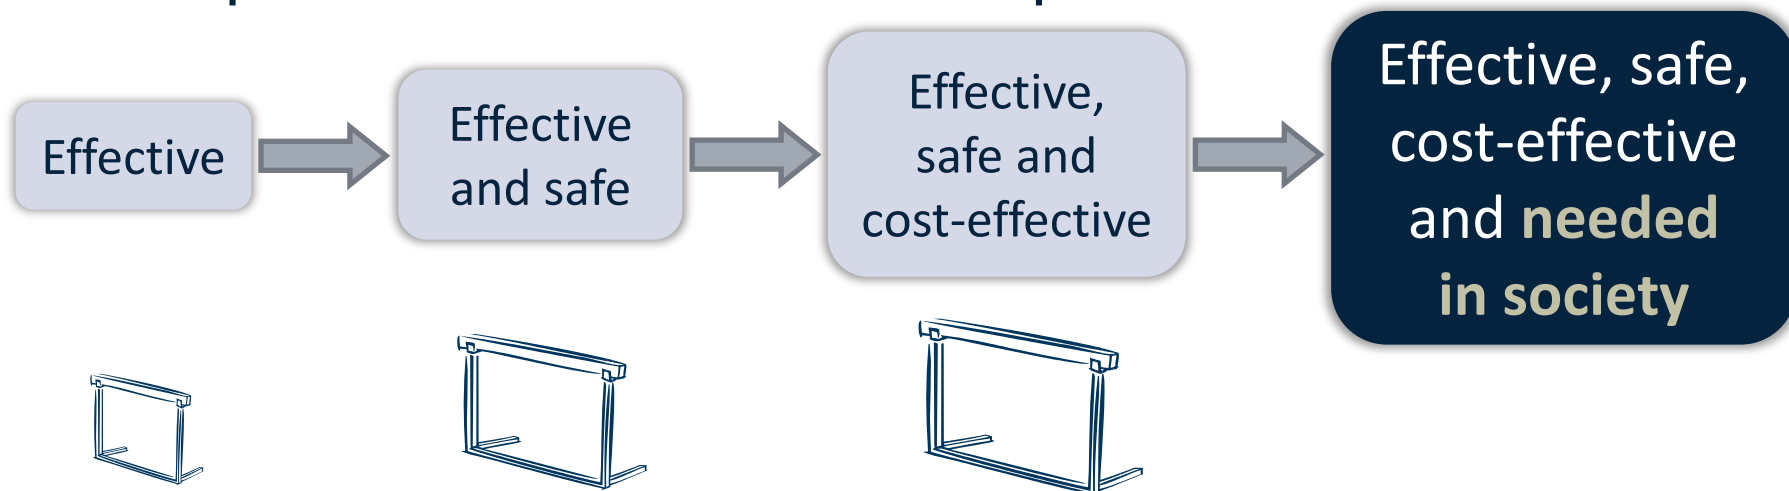 Effective
Effective
and safe
Effective,
safe and
cost-effective
Effective, safe,
cost-effective
and needed
in society